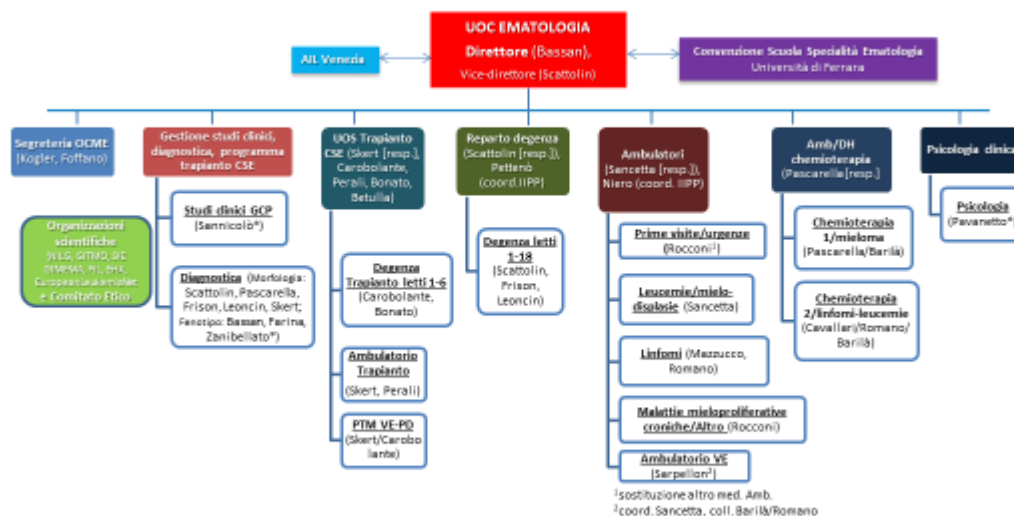 UOC EMATOLOGIA
Direttore (Bassan),
Vice-direttore (Scattolin)
AIL Venezia
Convenzione Scuola Specialità Ematologia
Università di Ferrara
Segreteria OCME
(Kogler, Foffano)
Gestione studi clinici,
diagnostica, programma
trapianto CSE
UOS Trapianto
CSE (Skert [resp.],
Carobolante,
Perali, Bonato,
Betulla)
Reparto degenza
(Scattolin [resp.]),
Pettenò
(coord.IIPP)
Ambulatori
(Sancetta [resp.]),
Niero (coord. IIPP)
Amb/DH
chemioterapia
(Pascarella [resp.]
Psicologia clinica
Organizzazioni
scientifiche
e Comitato Etico
Studi clinici GCP
(Sannicolò*)
Diagnostica (Morfologia:
Scattolin, Pascarella,
Frison, Leoncin, Skert;
Fenotipo: Bassan, Farina,
Zanibellato*)
Degenza
Trapianto letti 1-6
(Carobolante,
Bonato)
Ambulatorio
Trapianto
(Skert, Perali)
PTM VE-PD
(Skert/Carobo
lante)
Degenza letti
1-18
(Scattolin,
Frison,
Leoncin)
Prime visite/urgenze
(Rocconi¹)
Leucemie/mielo-
displasie (Sancetta)
Linfomi (Mazzucco,
Romano)
Malattie mieloproliferative
croniche/Altro (Rocconi)
Ambulatorio VE
(Sarpellon²)
¹sostituzione altro med. Amb.
²coord. Sancetta, coll. Barilà/Romano
Chemioterapia
1/mieloma
(Pascarella/Barilà)
Chemioterapia
2/linfomi-leucemie
(Cavallari/Romano/
Barilà)
Psicologia
(Pavanetto*)